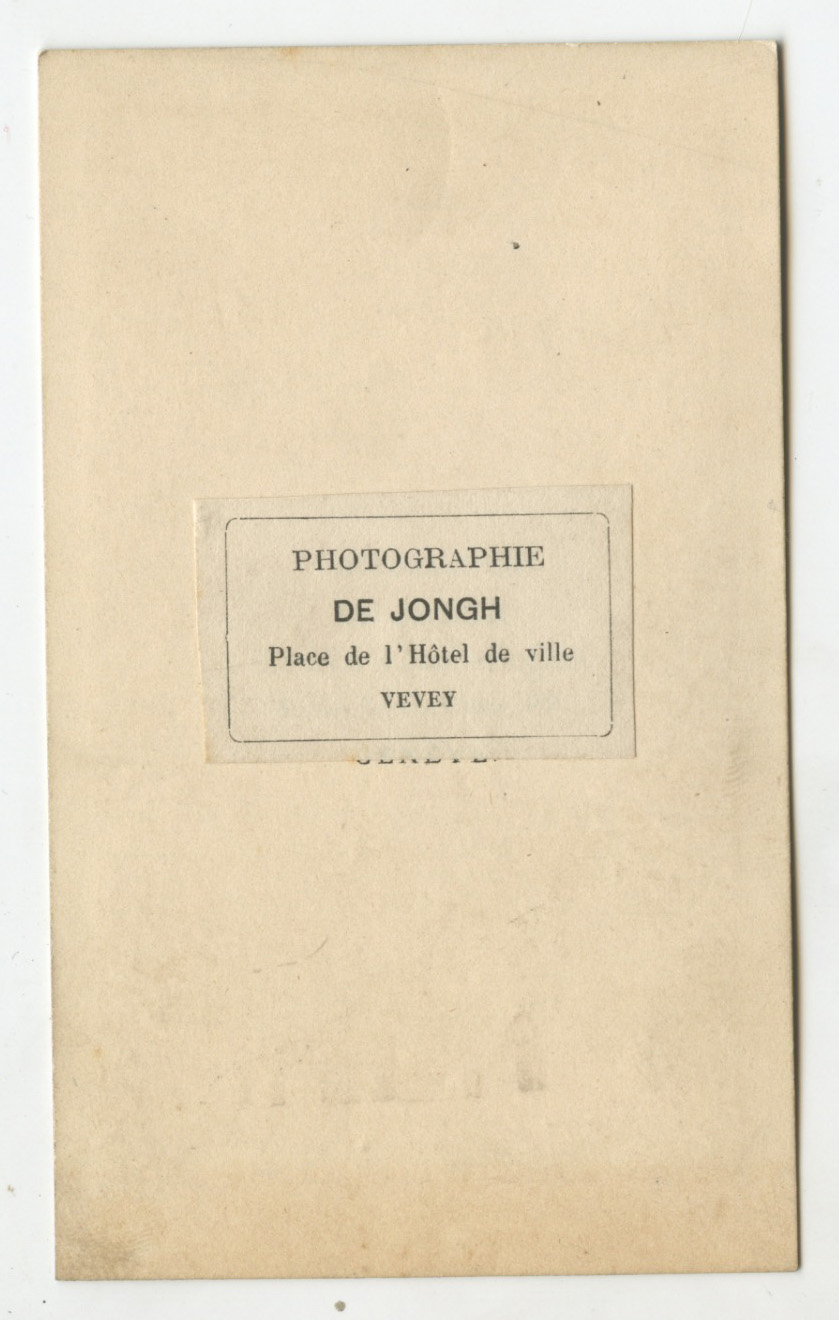 PHOTOGRAPHIE
DE JONGH
Place de l'Hôtel de ville
VEVEY